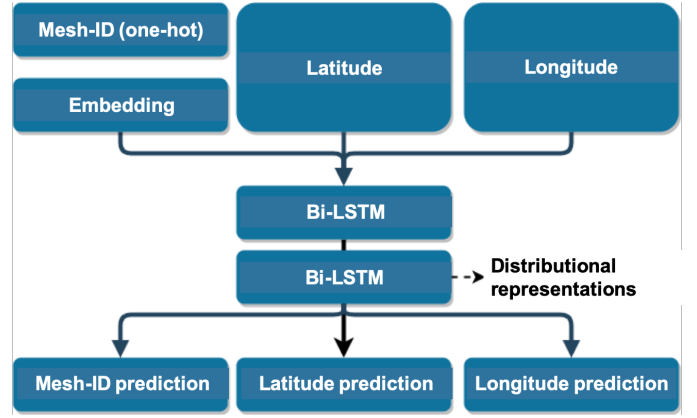 Mesh-ID (one-hot)
Latitude
Longitude
Embedding
Bi-LSTM
Bi-LSTM
Distributional
representations
Mesh-ID prediction
Latitude prediction
Longitude prediction